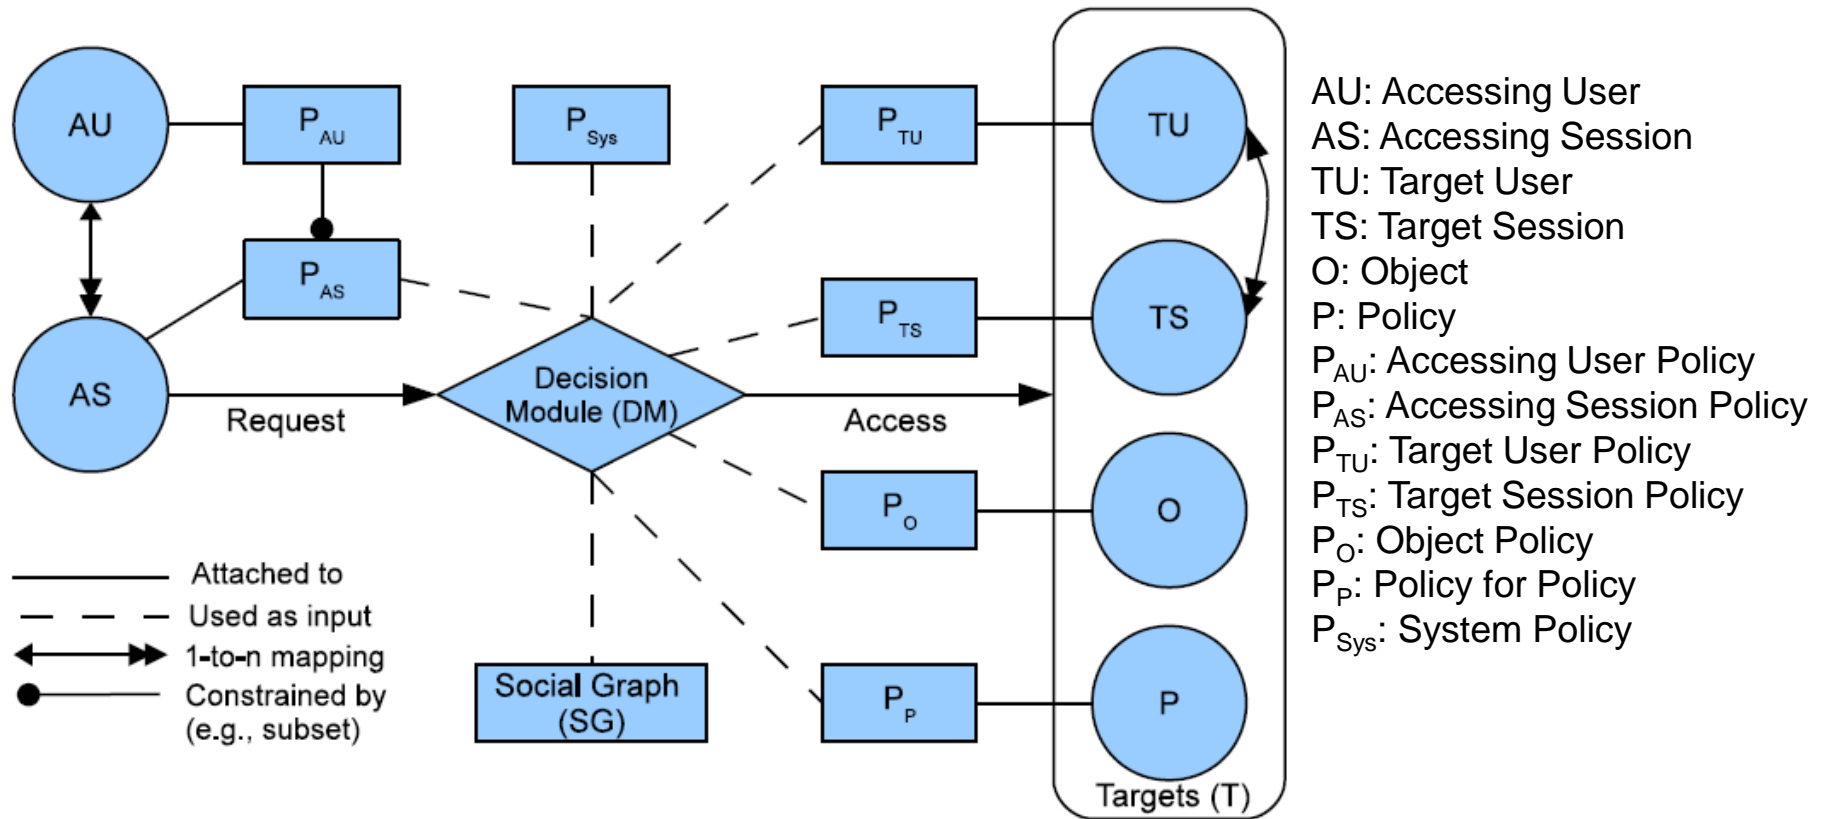 AU
P_AU
P_Sys
P_TU
TU
P_AS
P_TS
TS
AS
Request
Decision
Module (DM)
Access
P_O
O
Social Graph
(SG)
P_P
P
Targets (T)
Attached to
Used as input
1-to-n mapping
Constrained by
(e.g., subset)
AU: Accessing User
AS: Accessing Session
TU: Target User
TS: Target Session
O: Object
P: Policy
P_AU: Accessing User Policy
P_AS: Accessing Session Policy
P_TU: Target User Policy
P_TS: Target Session Policy
P_O: Object Policy
P_P: Policy for Policy
P_Sys: System Policy